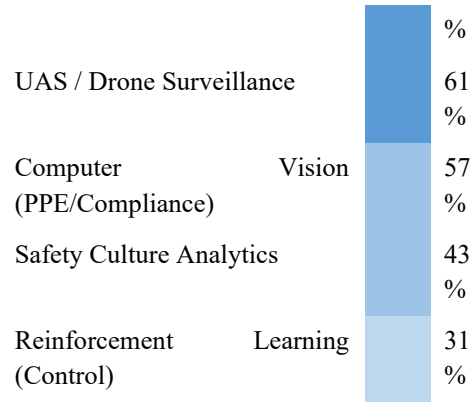 %
UAS / Drone Surveillance 61
%
Computer Vision 57
(PPE/Compliance) %
Safety Culture Analytics 43
%
Reinforcement Learning 31
(Control) %